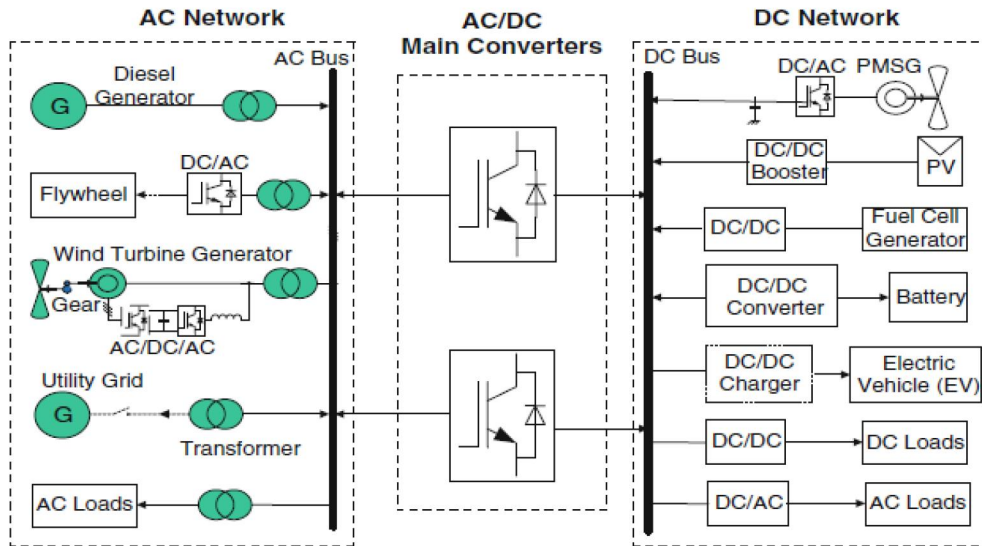 AC Network
AC/DC
Main Converters
DC Network
AC Bus
Diesel
Generator
G
DC/AC
Flywheel
Wind Turbine Generator
Gear
AC/DC/AC
Utility Grid
G
Transformer
AC Loads
DC Bus
DC/AC PMSG
DC/DC
Booster
PV
DC/DC
Fuel Cell
Generator
DC/DC
Converter
Battery
DC/DC
Charger
Electric
Vehicle (EV)
DC/DC
DC Loads
DC/AC
AC Loads